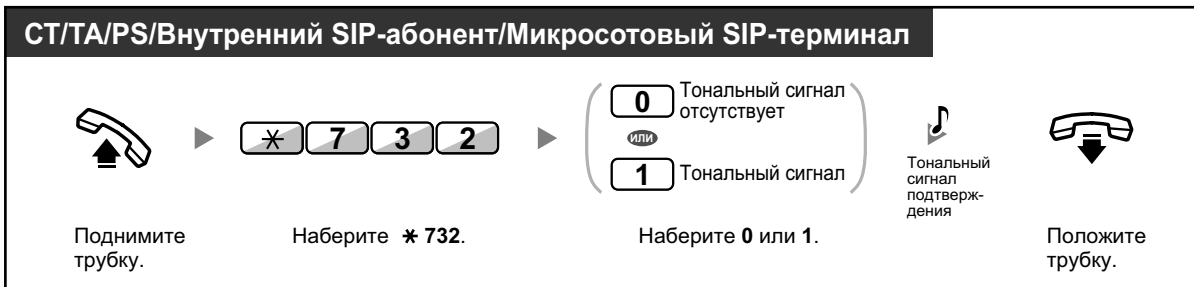 СТ/ТА/PS/Внутренний SIP-абонент/Микросотовый SIP-терминал
0 Тональный сигнал
отсутствует
✳ 7 3 2
или
1 Тональный сигнал
Тональный
сигнал
подтверж-
дения
Поднимите
трубку.
Наберите ✳ 732.
Наберите 0 или 1.
Положите
трубку.